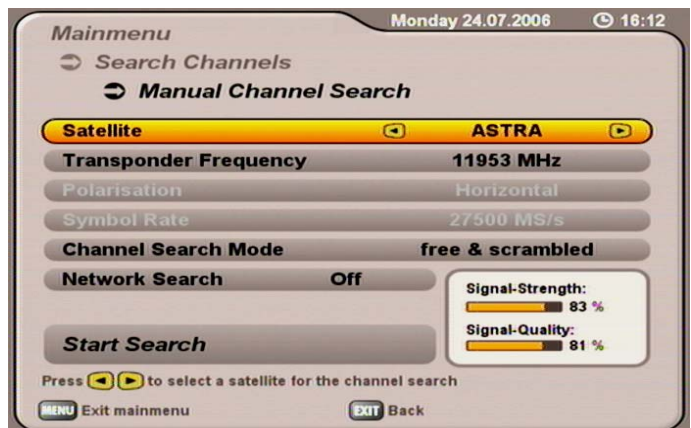 Monday 24.07.2006 16:12
Mainmenu
Search Channels
Manual Channel Search
Satellite ASTRA
Transponder Frequency 11953 MHz
Polarisation Horizontal
Symbol Rate 27500 MS/s
Channel Search Mode free & scrambled
Network Search Off
Signal-Strength:
83 %
Signal-Quality:
81 %
Start Search
Press to select a satellite for the channel search
MENU Exit mainmenu EXIT Back